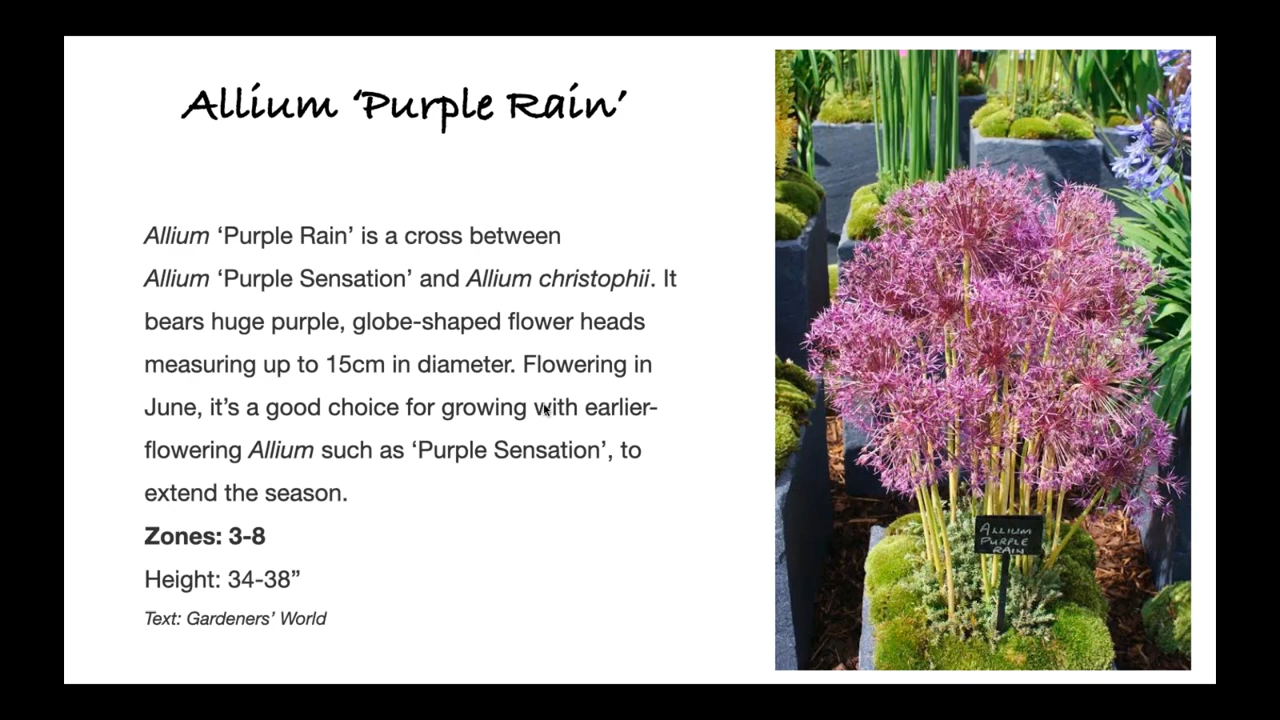 Allium ‘Purple Rain’
Allium ‘Purple Rain’ is a cross between
Allium ‘Purple Sensation’ and Allium christophii. It
bears huge purple, globe-shaped flower heads
measuring up to 15cm in diameter. Flowering in
June, it’s a good choice for growing with earlier-
flowering Allium such as ‘Purple Sensation’, to
extend the season.
Zones: 3-8
Height: 34-38”
Text: Gardeners’ World
ALLIUM
PURPLE
RAIN